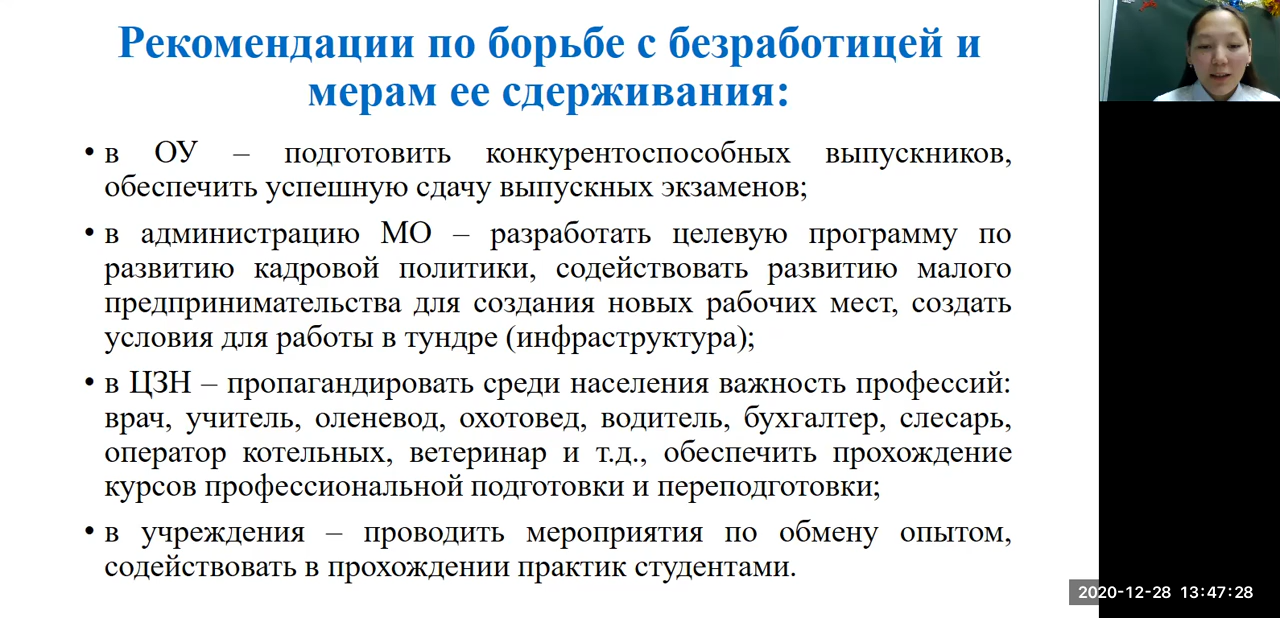 Рекомендации по борьбе с безработицей и
мерам ее сдерживания:
• в ОУ – подготовить конкурентоспособных выпускников,
обеспечить успешную сдачу выпускных экзаменов;
• в администрацию МО – разработать целевую программу по
развитию кадровой политики, содействовать развитию малого
предпринимательства для создания новых рабочих мест, создать
условия для работы в тундре (инфраструктура);
• в ЦЗН – пропагандировать среди населения важность профессий:
врач, учитель, оленевод, охотовед, водитель, бухгалтер, слесарь,
оператор котельных, ветеринар и т.д., обеспечить прохождение
курсов профессиональной подготовки и переподготовки;
• в учреждения – проводить мероприятия по обмену опытом,
содействовать в прохождении практик студентами.
2020-12-28 13:47:28